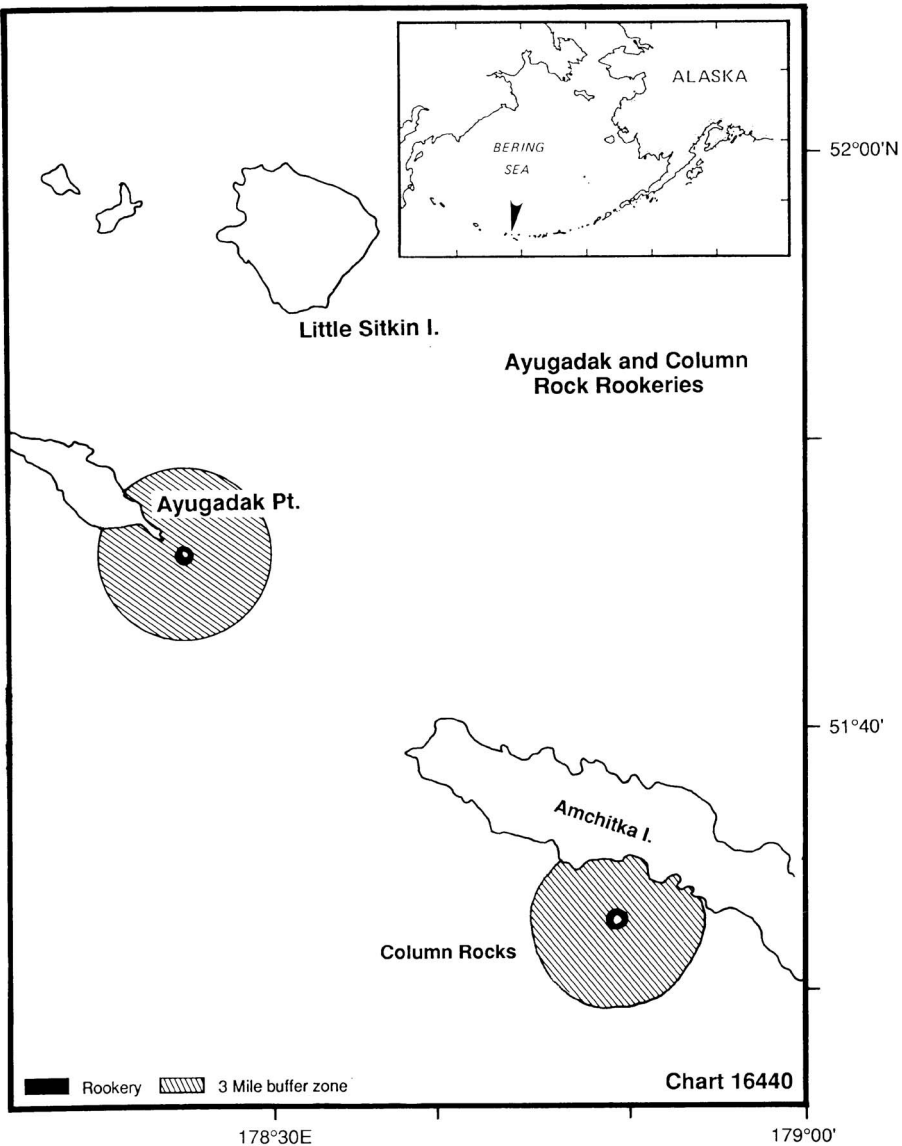 ALASKA
BERING
SEA
52°00'N
Little Sitkin I.
Ayugadak and Column
Rock Rookeries
Ayugadak Pt.
51°40'
Amchitka I.
Column Rocks
Rookery
3 Mile buffer zone
Chart 16440
178°30E
179°00'